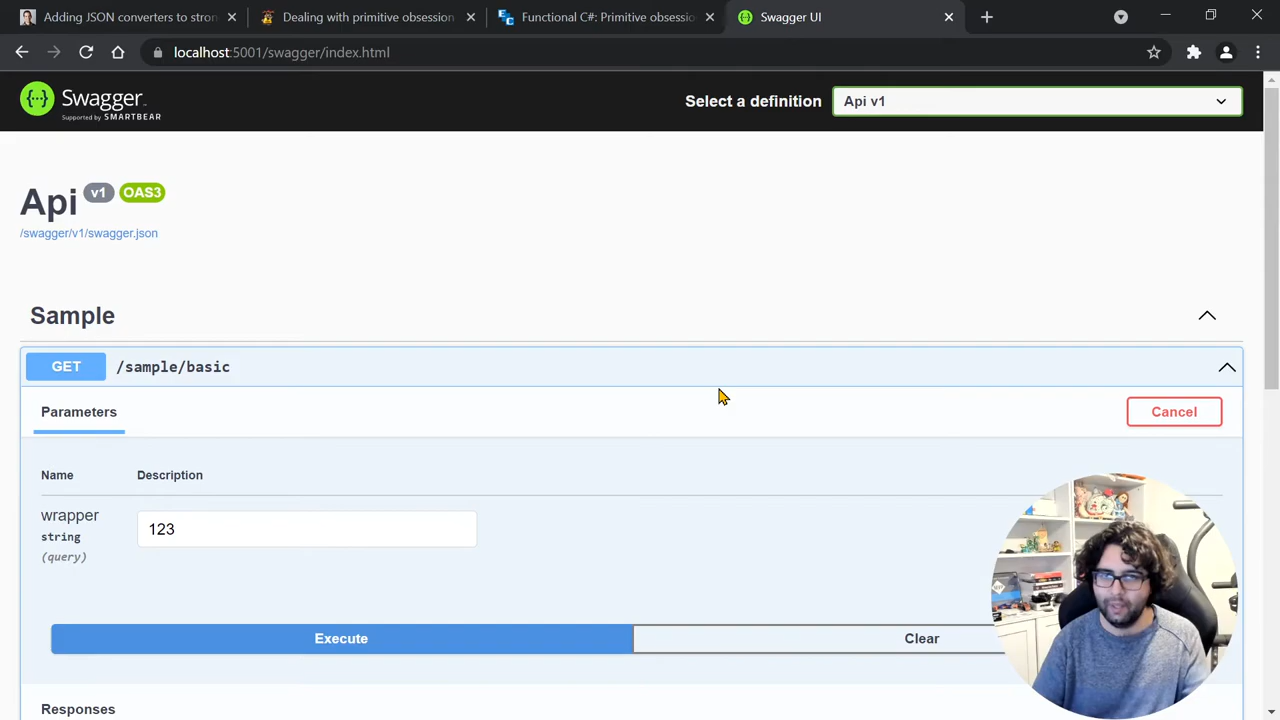 Adding JSON converters to stron
Dealing with primitive obsession
Functional C#: Primitive obsessio
Swagger UI
localhost:5001/swagger/index.html
Swagger
Supported by SMARTBEAR
Select a definition
Api v1
Api v1 OAS3
/swagger/v1/swagger.json
Sample
GET /sample/basic
Parameters
Cancel
Name Description
wrapper
string
(query)
123
Execute
Clear
Responses